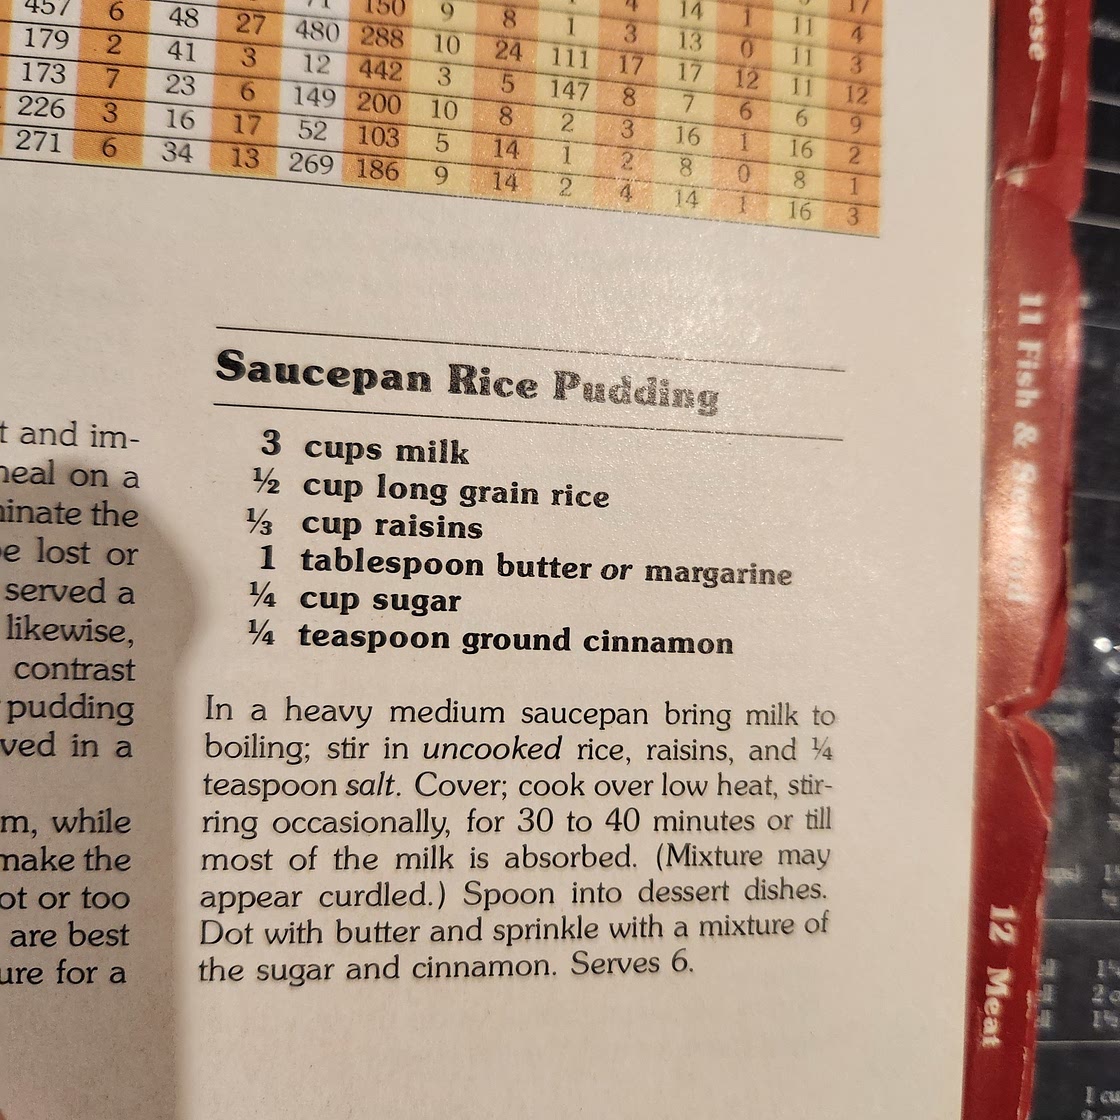 457 6 48 27 480 150 9 8 1 4 14 1 11 17
179 2 41 3 12 288 10 24 111 3 13 0 11 4
173 7 23 6 149 442 3 5 147 17 17 12 11 3
226 3 16 17 52 200 10 8 2 8 7 6 6 12
271 6 34 13 269 103 5 14 1 3 16 1 16 9
186 9 14 2 2 8 0 8 2
4 14 1 16 1
3
Saucepan Rice Pudding
3 cups milk
½ cup long grain rice
⅓ cup raisins
1 tablespoon butter or margarine
¼ cup sugar
¼ teaspoon ground cinnamon
In a heavy medium saucepan bring milk to
boiling; stir in uncooked rice, raisins, and ¼
teaspoon salt. Cover; cook over low heat, stir-
ring occasionally, for 30 to 40 minutes or till
most of the milk is absorbed. (Mixture may
appear curdled.) Spoon into dessert dishes.
Dot with butter and sprinkle with a mixture of
the sugar and cinnamon. Serves 6.
t and im-
neal on a
ninate the
e lost or
served a
likewise,
contrast
pudding
ved in a
m, while
make the
ot or too
are best
ure for a
11 Fish &
12 Meat